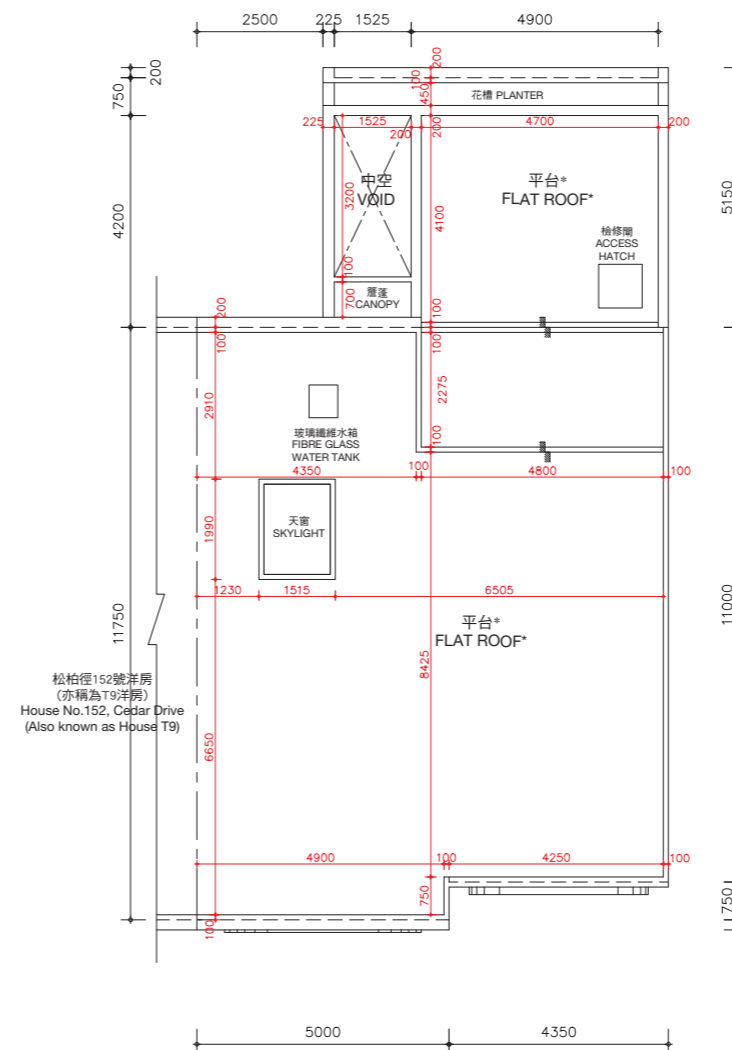 2500
225
1525
4900
200
750
200
100
450
花槽 PLANTER
225
1525
200
200
4700
200
中空
VOID
3200
平台*
FLAT ROOF*
4100
4200
5150
檢修閘
ACCESS
HATCH
100
700
簷蓬
CANOPY
200
100
100
100
2910
2275
玻璃纖維水箱
FIBRE GLASS
WATER TANK
100
4350
100
4800
100
1990
天窗
SKYLIGHT
1230
1515
6505
11750
11000
平台*
FLAT ROOF*
8425
松柏徑152號洋房
(亦稱為T9洋房)
House No.152, Cedar Drive
(Also known as House T9)
6650
4900
100
4250
100
750
750
100
5000
4350